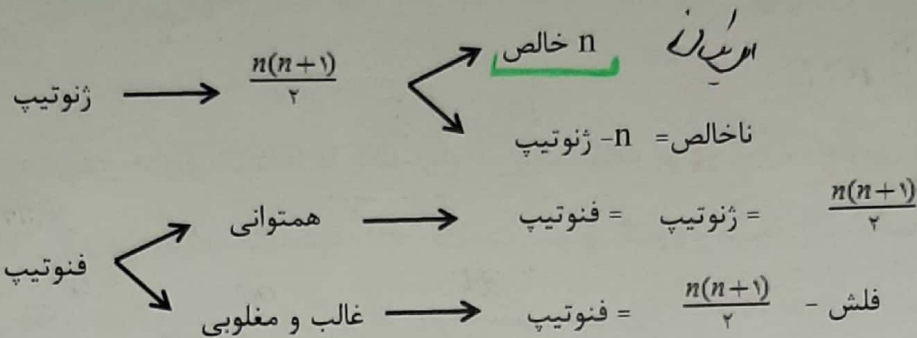 ژنوتیپ → n(n+۱)/۲
n خالص
ناخالص = ژنوتیپ -n
فنوتیپ
همتوانی → فنوتیپ = ژنوتیپ = n(n+۱)/۲
غالب و مغلوبی → فنوتیپ = n(n+۱)/۲ - فلش